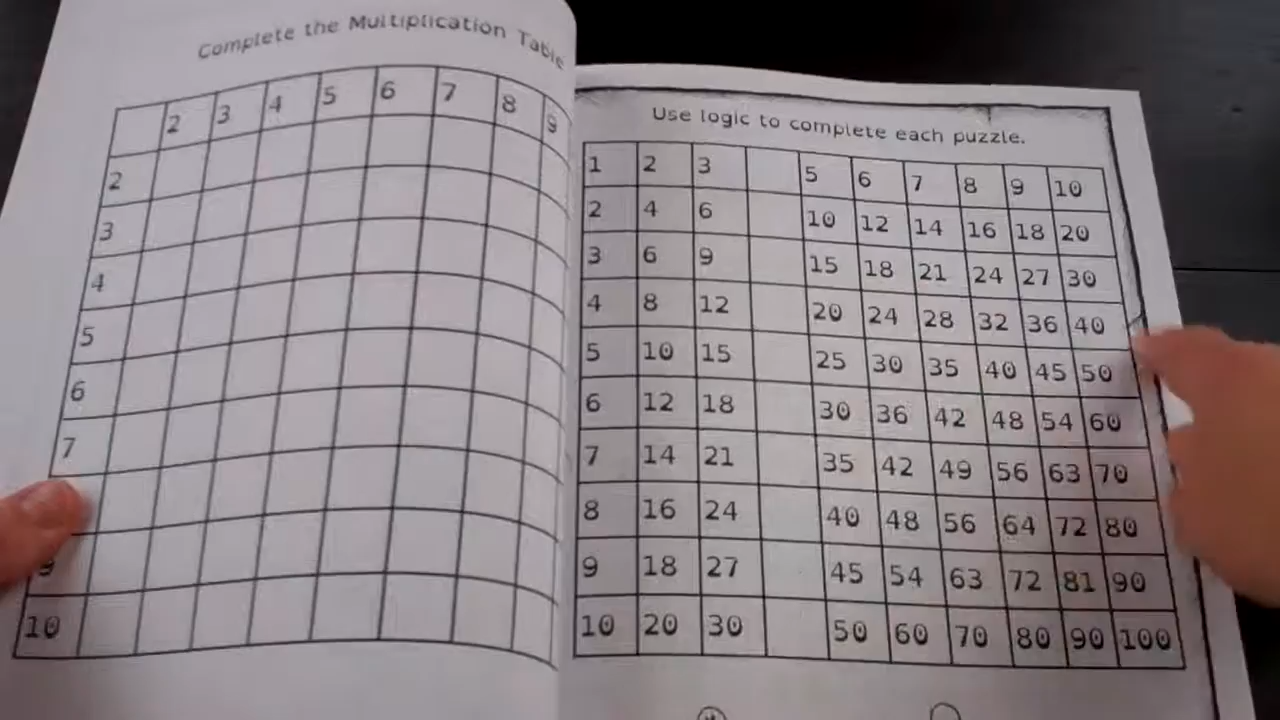 Complete the Multiplication Table
2 3 4 5 6 7 8 9
2
3
4
5
6
7
9
10
Use logic to complete each puzzle.
1 2 3 5 6 7 8 9 10
2 4 6 10 12 14 16 18 20
3 6 9 15 18 21 24 27 30
4 8 12 20 24 28 32 36 40
5 10 15 25 30 35 40 45 50
6 12 18 30 36 42 48 54 60
7 14 21 35 42 49 56 63 70
8 16 24 40 48 56 64 72 80
9 18 27 45 54 63 72 81 90
10 20 30 50 60 70 80 90 100